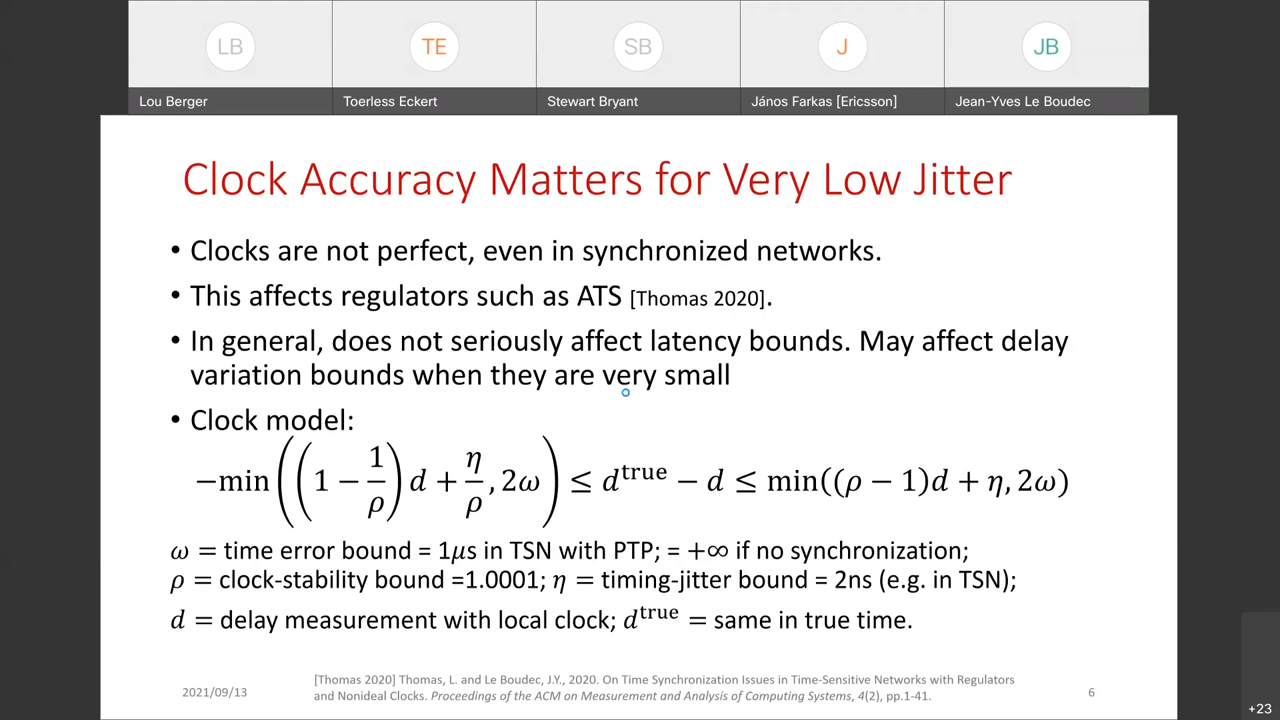 LB
TE
SB
J
JB
Lou Berger
Toerless Eckert
Stewart Bryant
János Farkas [Ericsson]
Jean-Yves Le Boudec
Clock Accuracy Matters for Very Low Jitter
• Clocks are not perfect, even in synchronized networks.
• This affects regulators such as ATS [Thomas 2020].
• In general, does not seriously affect latency bounds. May affect delay
variation bounds when they are very small
• Clock model:
−min((1 − 1/ρ)d + η/ρ, 2ω) ≤ d^true − d ≤ min((ρ − 1)d + η, 2ω)
ω = time error bound = 1μs in TSN with PTP; = +∞ if no synchronization;
ρ = clock-stability bound =1.0001; η = timing-jitter bound = 2ns (e.g. in TSN);
d = delay measurement with local clock; d^true = same in true time.
[Thomas 2020] Thomas, L. and Le Boudec, J.Y., 2020. On Time Synchronization Issues in Time-Sensitive Networks with Regulators
and Nonideal Clocks. Proceedings of the ACM on Measurement and Analysis of Computing Systems, 4(2), pp.1-41.
2021/09/13
6
+23